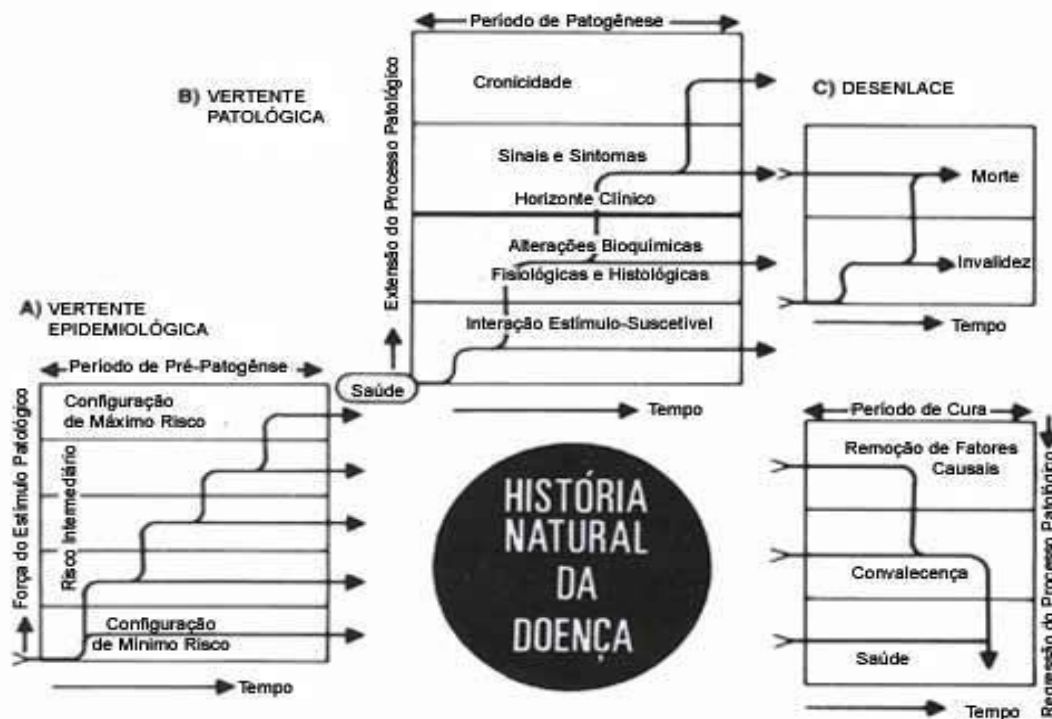 Período de Patogênese
B) VERTENTE
PATOLÓGICA
Extensão do Processo Patológico
Cronicidade
Sinais e Sintomas
Horizonte Clínico
Alterações Bioquímicas
Fisiológicas e Histológicas
Interação Estímulo-Suscetível
Saúde
Tempo
C) DESENLACE
Morte
Invalidez
Tempo
A) VERTENTE
EPIDEMIOLÓGICA
Período de Pré-Patogênse
Força do Estímulo Patológico
Configuração
de Máximo Risco
Risco Intermediário
Configuração
de Mínimo Risco
Tempo
HISTÓRIA
NATURAL
DA
DOENÇA
Período de Cura
Remoção de Fatores
Causais
Convalecença
Saúde
Regressão do Processo Patológico
Tempo